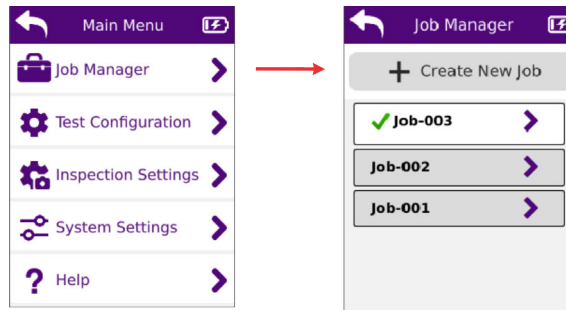 Main Menu
Job Manager
Test Configuration
Inspection Settings
System Settings
? Help
Job Manager
+ Create New Job
Job-003
Job-002
Job-001